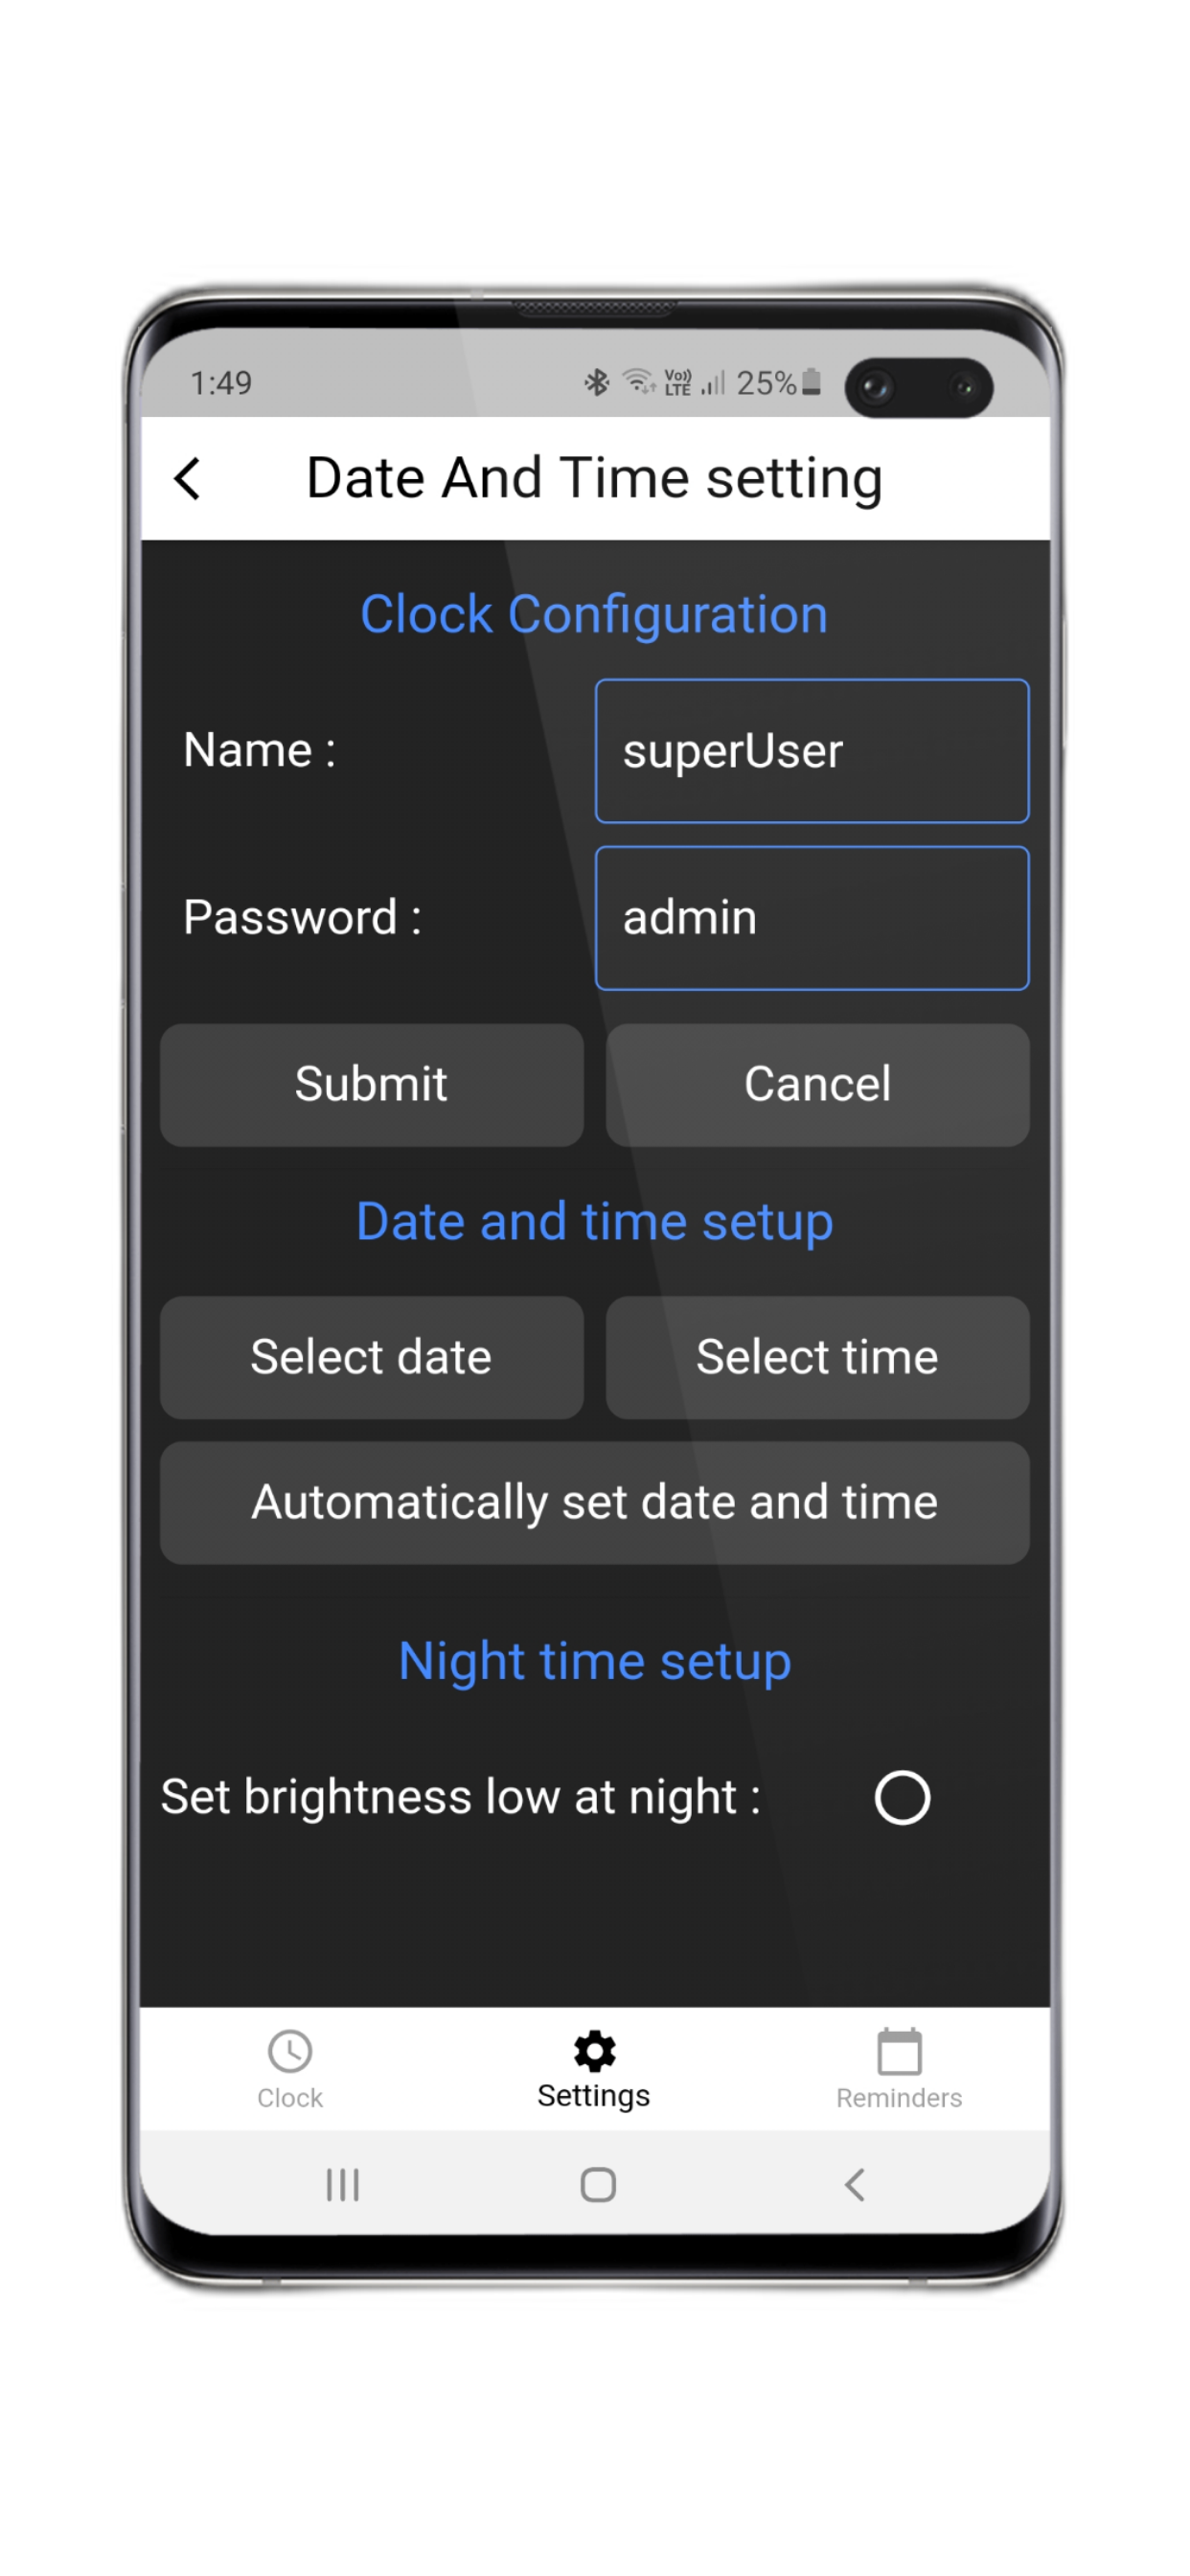 1:49
Vo)) LTE 25%
Date And Time setting
Clock Configuration
Name : superUser
Password : admin
Submit Cancel
Date and time setup
Select date Select time
Automatically set date and time
Night time setup
Set brightness low at night :
Clock Settings Reminders